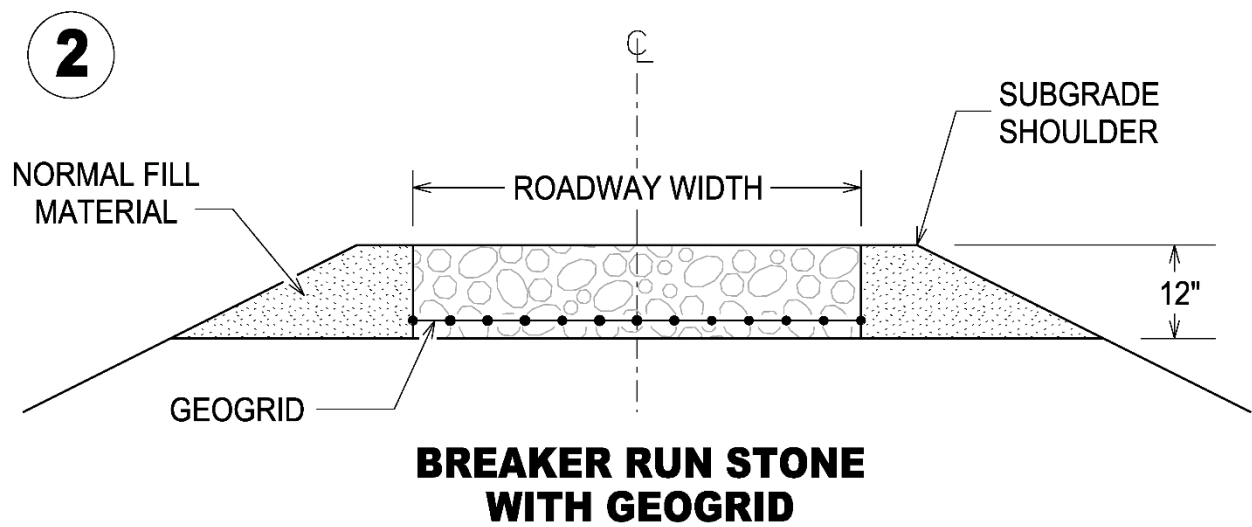 2
℄
SUBGRADE
SHOULDER
NORMAL FILL
MATERIAL
ROADWAY WIDTH
12"
GEOGRID
BREAKER RUN STONE
WITH GEOGRID